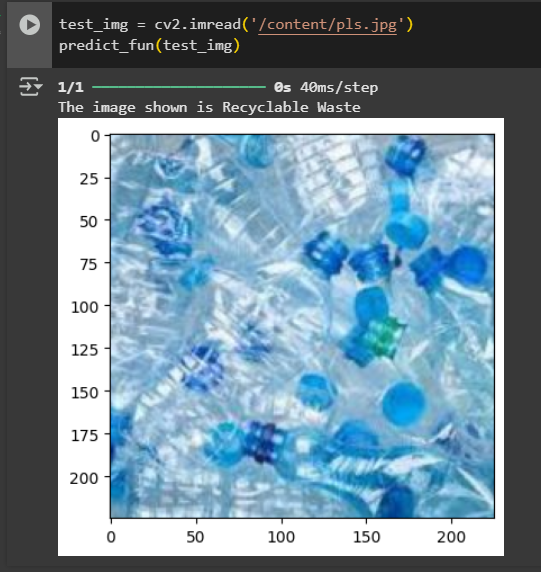 test_img = cv2.imread('/content/pls.jpg')
predict_fun(test_img)
1/1 ━━━━━━━━━━━━━━━━━━━━ 0s 40ms/step
The image shown is Recyclable Waste
0
25
50
75
100
125
150
175
200
0 50 100 150 200